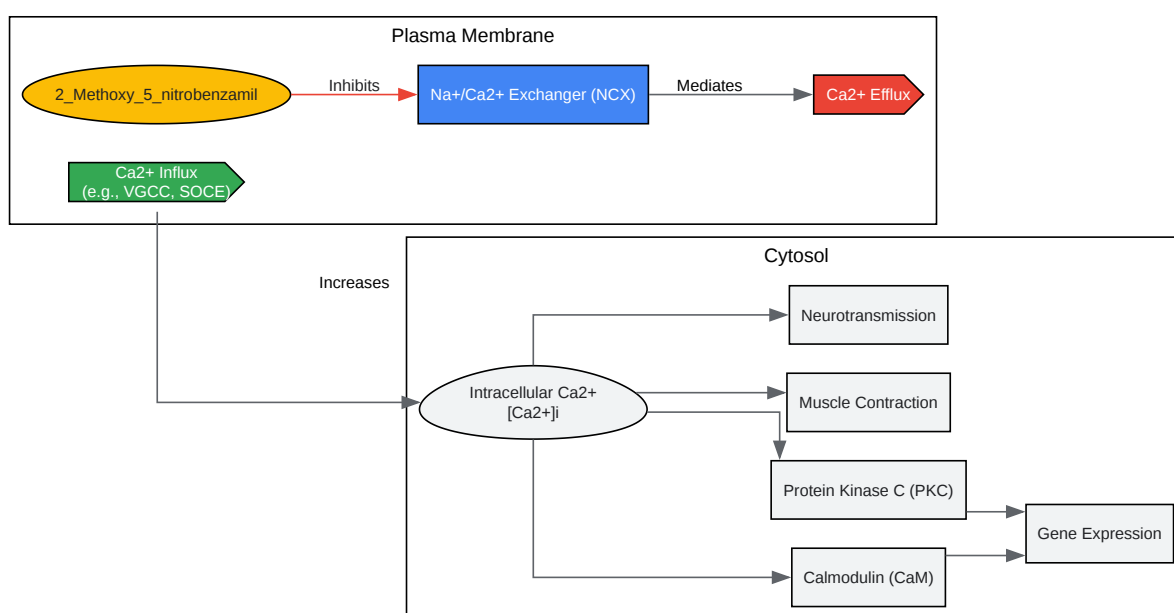 Plasma Membrane
2_Methoxy_5_nitrobenzamil
Inhibits
Na+/Ca2+ Exchanger (NCX)
Mediates
Ca2+ Efflux
Ca2+ Influx
(e.g., VGCC, SOCE)
Increases
Cytosol
Neurotransmission
Intracellular Ca2+
[Ca2+]i
Muscle Contraction
Protein Kinase C (PKC)
Gene Expression
Calmodulin (CaM)